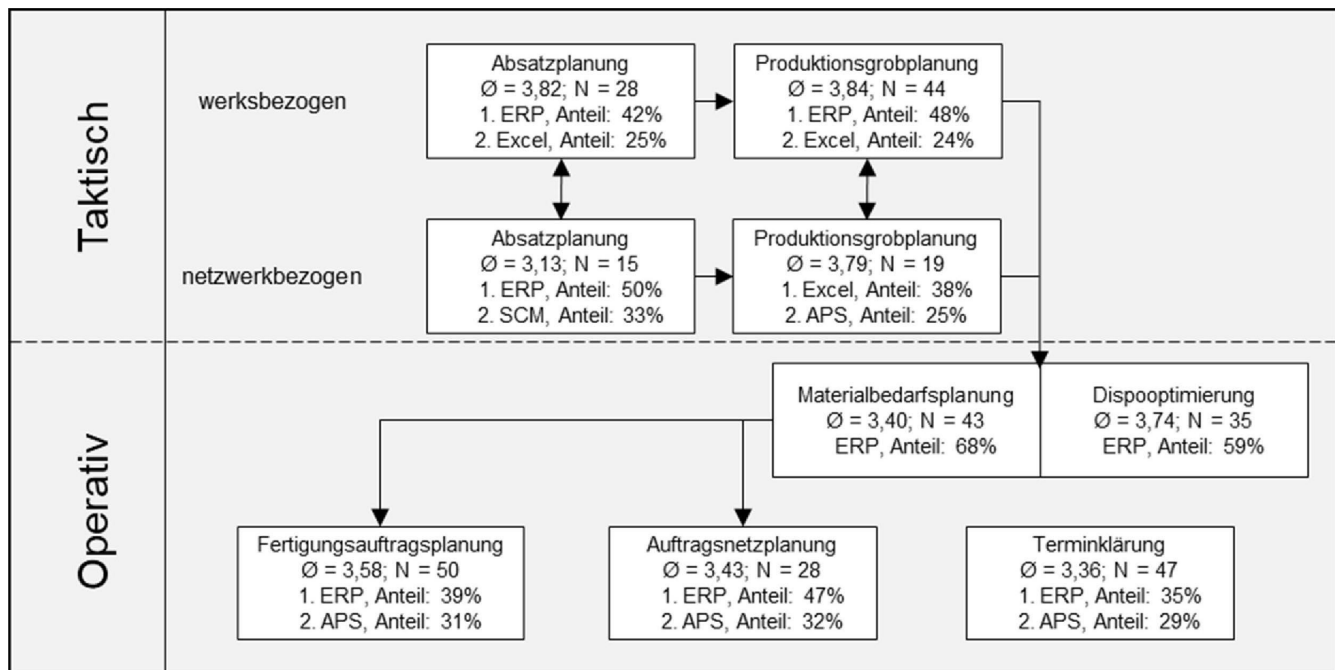 Taktisch
werksbezogen
Absatzplanung
Ø = 3,82; N = 28
1. ERP, Anteil: 42%
2. Excel, Anteil: 25%
Produktionsgrobplanung
Ø = 3,84; N = 44
1. ERP, Anteil: 48%
2. Excel, Anteil: 24%
netzwerkbezogen
Absatzplanung
Ø = 3,13; N = 15
1. ERP, Anteil: 50%
2. SCM, Anteil: 33%
Produktionsgrobplanung
Ø = 3,79; N = 19
1. Excel, Anteil: 38%
2. APS, Anteil: 25%
Operativ
Materialbedarfsplanung
Ø = 3,40; N = 43
ERP, Anteil: 68%
Dispooptimierung
Ø = 3,74; N = 35
ERP, Anteil: 59%
Fertigungsauftragsplanung
Ø = 3,58; N = 50
1. ERP, Anteil: 39%
2. APS, Anteil: 31%
Auftragsnetzplanung
Ø = 3,43; N = 28
1. ERP, Anteil: 47%
2. APS, Anteil: 32%
Terminklärung
Ø = 3,36; N = 47
1. ERP, Anteil: 35%
2. APS, Anteil: 29%